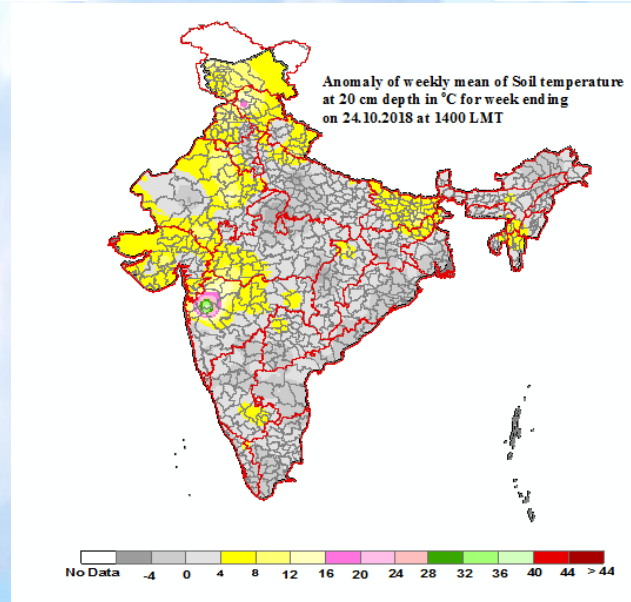 Anomaly of weekly mean of Soil temperature
at 20 cm depth in °C for week ending
on 24.10.2018 at 1400 LMT
No Data -4 0 4 8 12 16 20 24 28 32 36 40 44 > 44